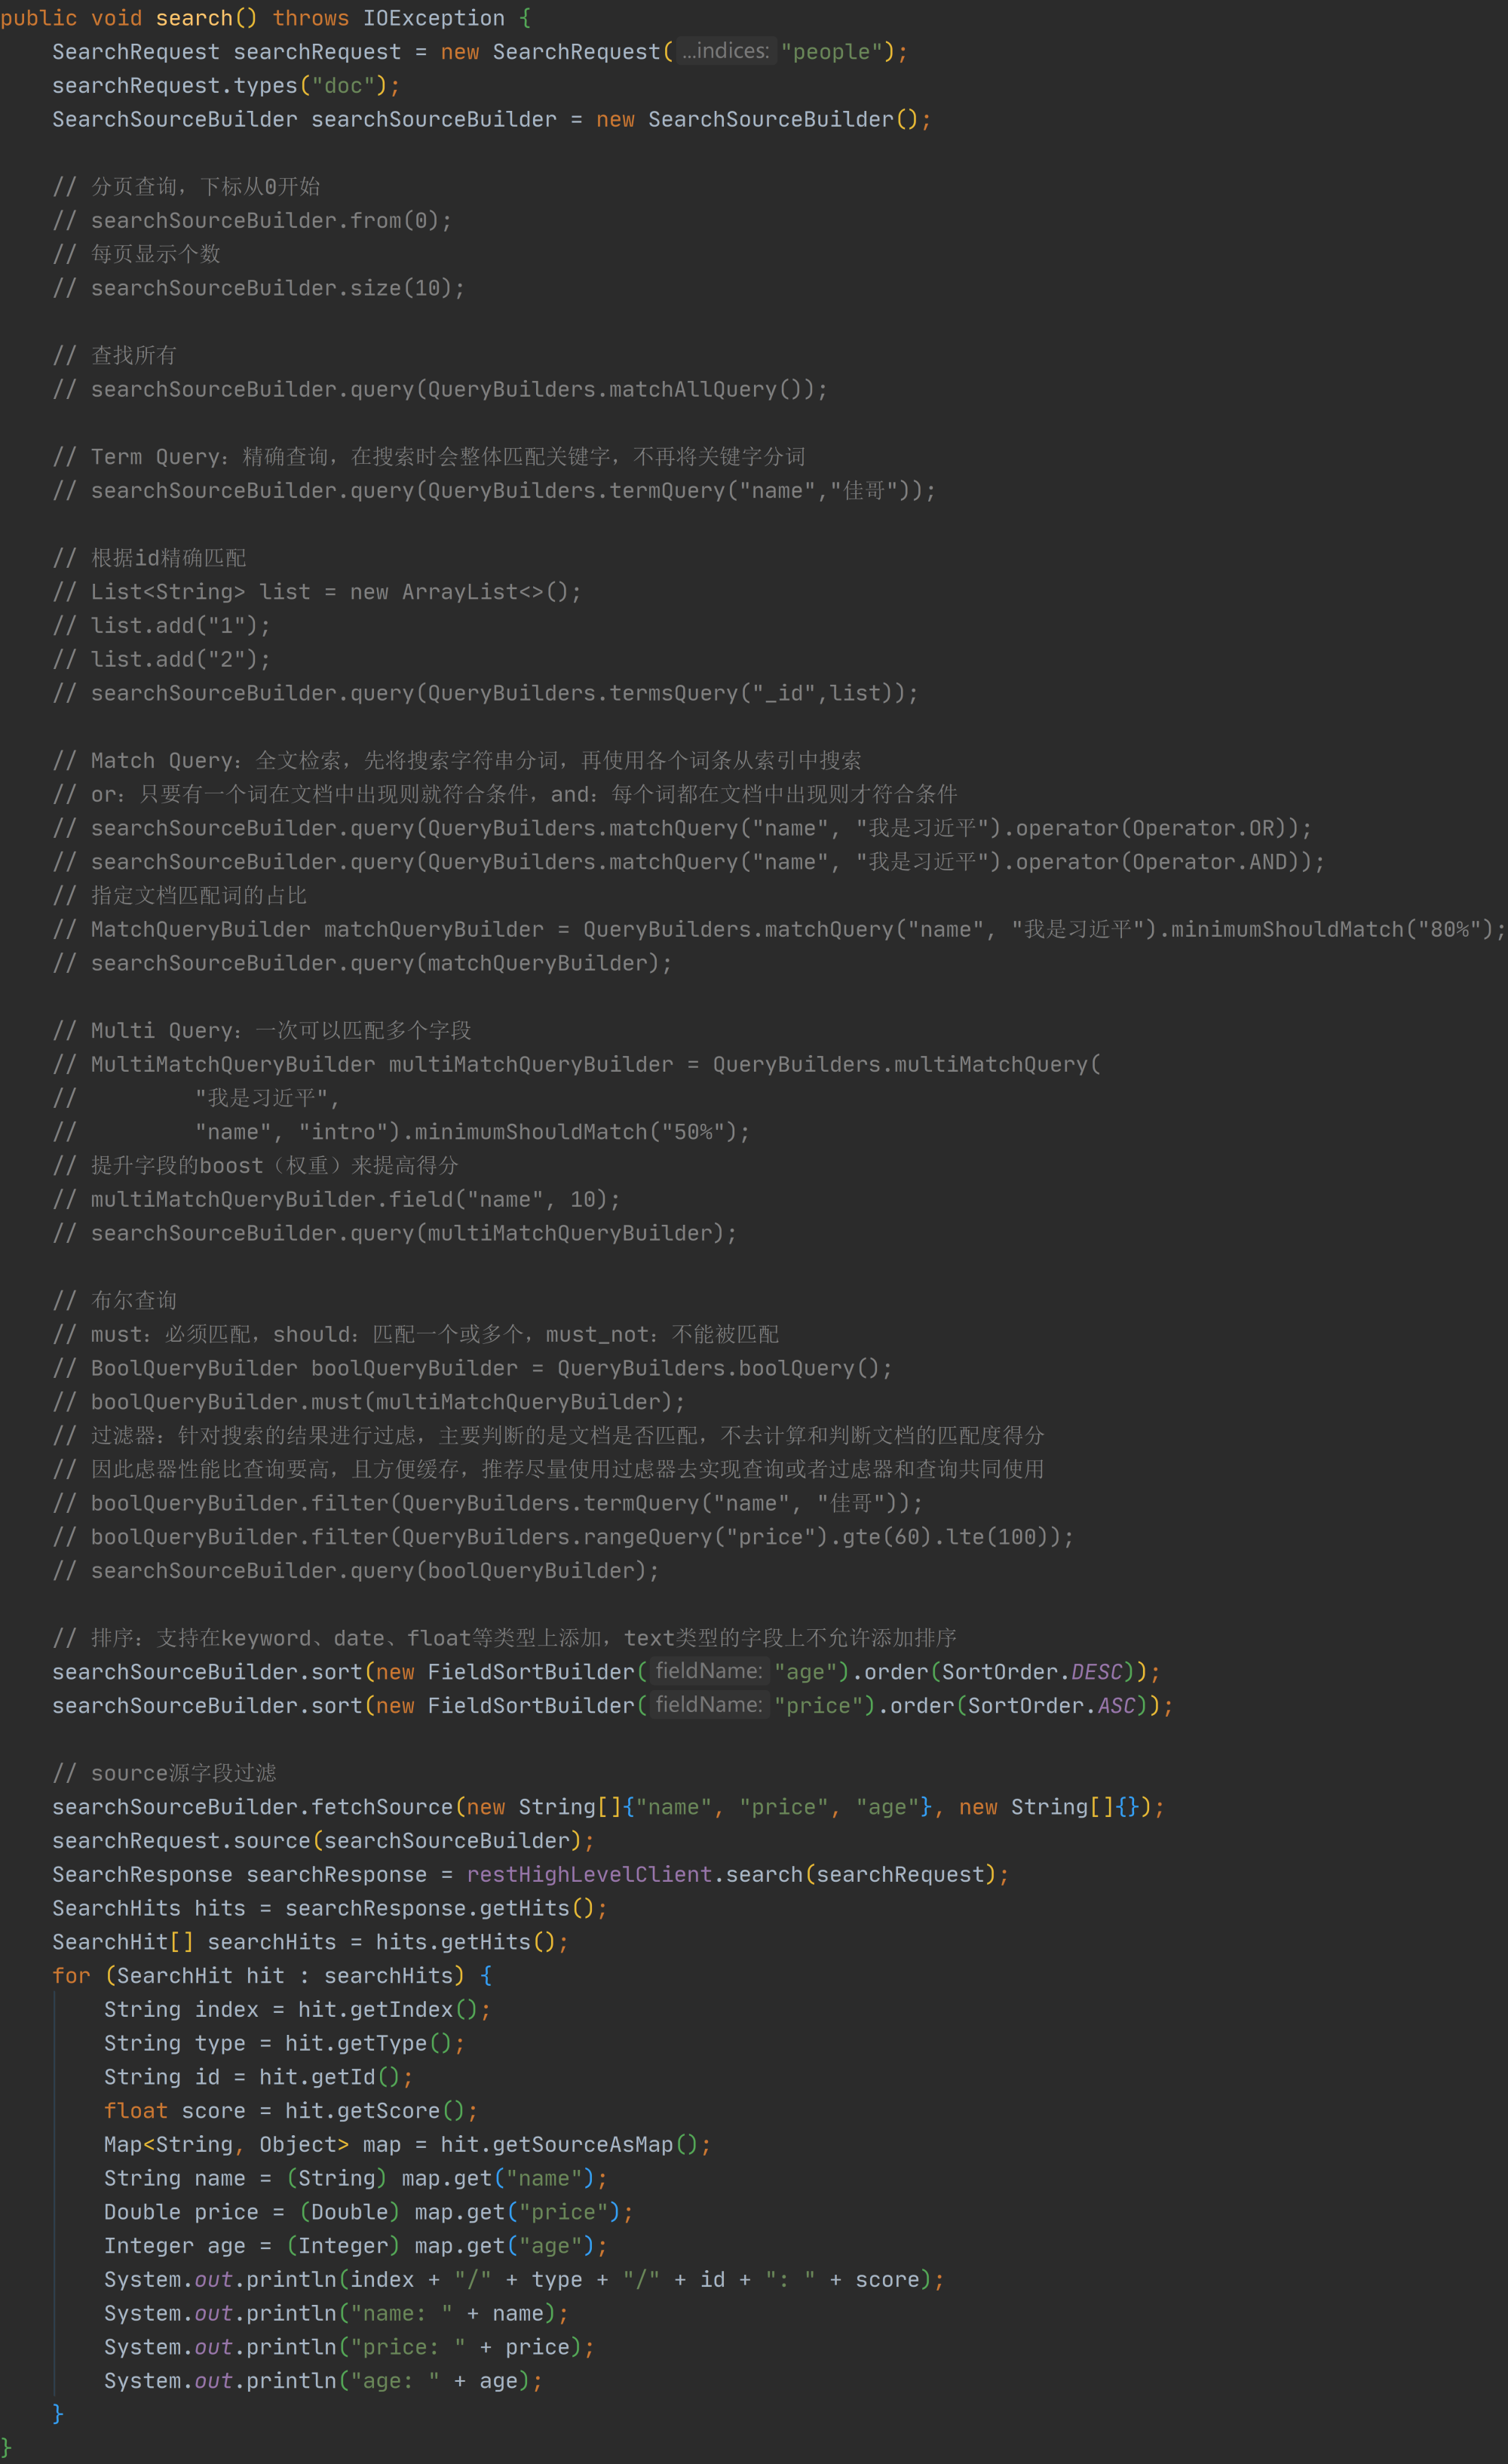 public void search() throws IOException {
    SearchRequest searchRequest = new SearchRequest( ...indices: "people");
    searchRequest.types("doc");
    SearchSourceBuilder searchSourceBuilder = new SearchSourceBuilder();

    // 分页查询，下标从0开始
    // searchSourceBuilder.from(0);
    // 每页显示个数
    // searchSourceBuilder.size(10);

    // 查找所有
    // searchSourceBuilder.query(QueryBuilders.matchAllQuery());

    // Term Query：精确查询，在搜索时会整体匹配关键字，不再将关键字分词
    // searchSourceBuilder.query(QueryBuilders.termQuery("name","佳哥"));

    // 根据id精确匹配
    // List<String> list = new ArrayList<>();
    // list.add("1");
    // list.add("2");
    // searchSourceBuilder.query(QueryBuilders.termsQuery("_id",list));

    // Match Query：全文检索，先将搜索字符串分词，再使用各个词条从索引中搜索
    // or：只要有一个词在文档中出现则就符合条件，and：每个词都在文档中出现则才符合条件
    // searchSourceBuilder.query(QueryBuilders.matchQuery("name", "我是习近平").operator(Operator.OR));
    // searchSourceBuilder.query(QueryBuilders.matchQuery("name", "我是习近平").operator(Operator.AND));
    // 指定文档匹配词的占比
    // MatchQueryBuilder matchQueryBuilder = QueryBuilders.matchQuery("name", "我是习近平").minimumShouldMatch("80%");
    // searchSourceBuilder.query(matchQueryBuilder);

    // Multi Query：一次可以匹配多个字段
    // MultiMatchQueryBuilder multiMatchQueryBuilder = QueryBuilders.multiMatchQuery(
    //         "我是习近平",
    //         "name", "intro").minimumShouldMatch("50%");
    // 提升字段的boost（权重）来提高得分
    // multiMatchQueryBuilder.field("name", 10);
    // searchSourceBuilder.query(multiMatchQueryBuilder);

    // 布尔查询
    // must：必须匹配，should：匹配一个或多个，must_not：不能被匹配
    // BoolQueryBuilder boolQueryBuilder = QueryBuilders.boolQuery();
    // boolQueryBuilder.must(multiMatchQueryBuilder);
    // 过滤器：针对搜索的结果进行过虑，主要判断的是文档是否匹配，不去计算和判断文档的匹配度得分
    // 因此虑器性能比查询要高，且方便缓存，推荐尽量使用过虑器去实现查询或者过虑器和查询共同使用
    // boolQueryBuilder.filter(QueryBuilders.termQuery("name", "佳哥"));
    // boolQueryBuilder.filter(QueryBuilders.rangeQuery("price").gte(60).lte(100));
    // searchSourceBuilder.query(boolQueryBuilder);

    // 排序：支持在keyword、date、float等类型上添加，text类型的字段上不允许添加排序
    searchSourceBuilder.sort(new FieldSortBuilder( fieldName: "age").order(SortOrder.DESC));
    searchSourceBuilder.sort(new FieldSortBuilder( fieldName: "price").order(SortOrder.ASC));

    // source源字段过滤
    searchSourceBuilder.fetchSource(new String[]{"name", "price", "age"}, new String[]{});
    searchRequest.source(searchSourceBuilder);
    SearchResponse searchResponse = restHighLevelClient.search(searchRequest);
    SearchHits hits = searchResponse.getHits();
    SearchHit[] searchHits = hits.getHits();
    for (SearchHit hit : searchHits) {
        String index = hit.getIndex();
        String type = hit.getType();
        String id = hit.getId();
        float score = hit.getScore();
        Map<String, Object> map = hit.getSourceAsMap();
        String name = (String) map.get("name");
        Double price = (Double) map.get("price");
        Integer age = (Integer) map.get("age");
        System.out.println(index + "/" + type + "/" + id + ": " + score);
        System.out.println("name: " + name);
        System.out.println("price: " + price);
        System.out.println("age: " + age);
    }
}